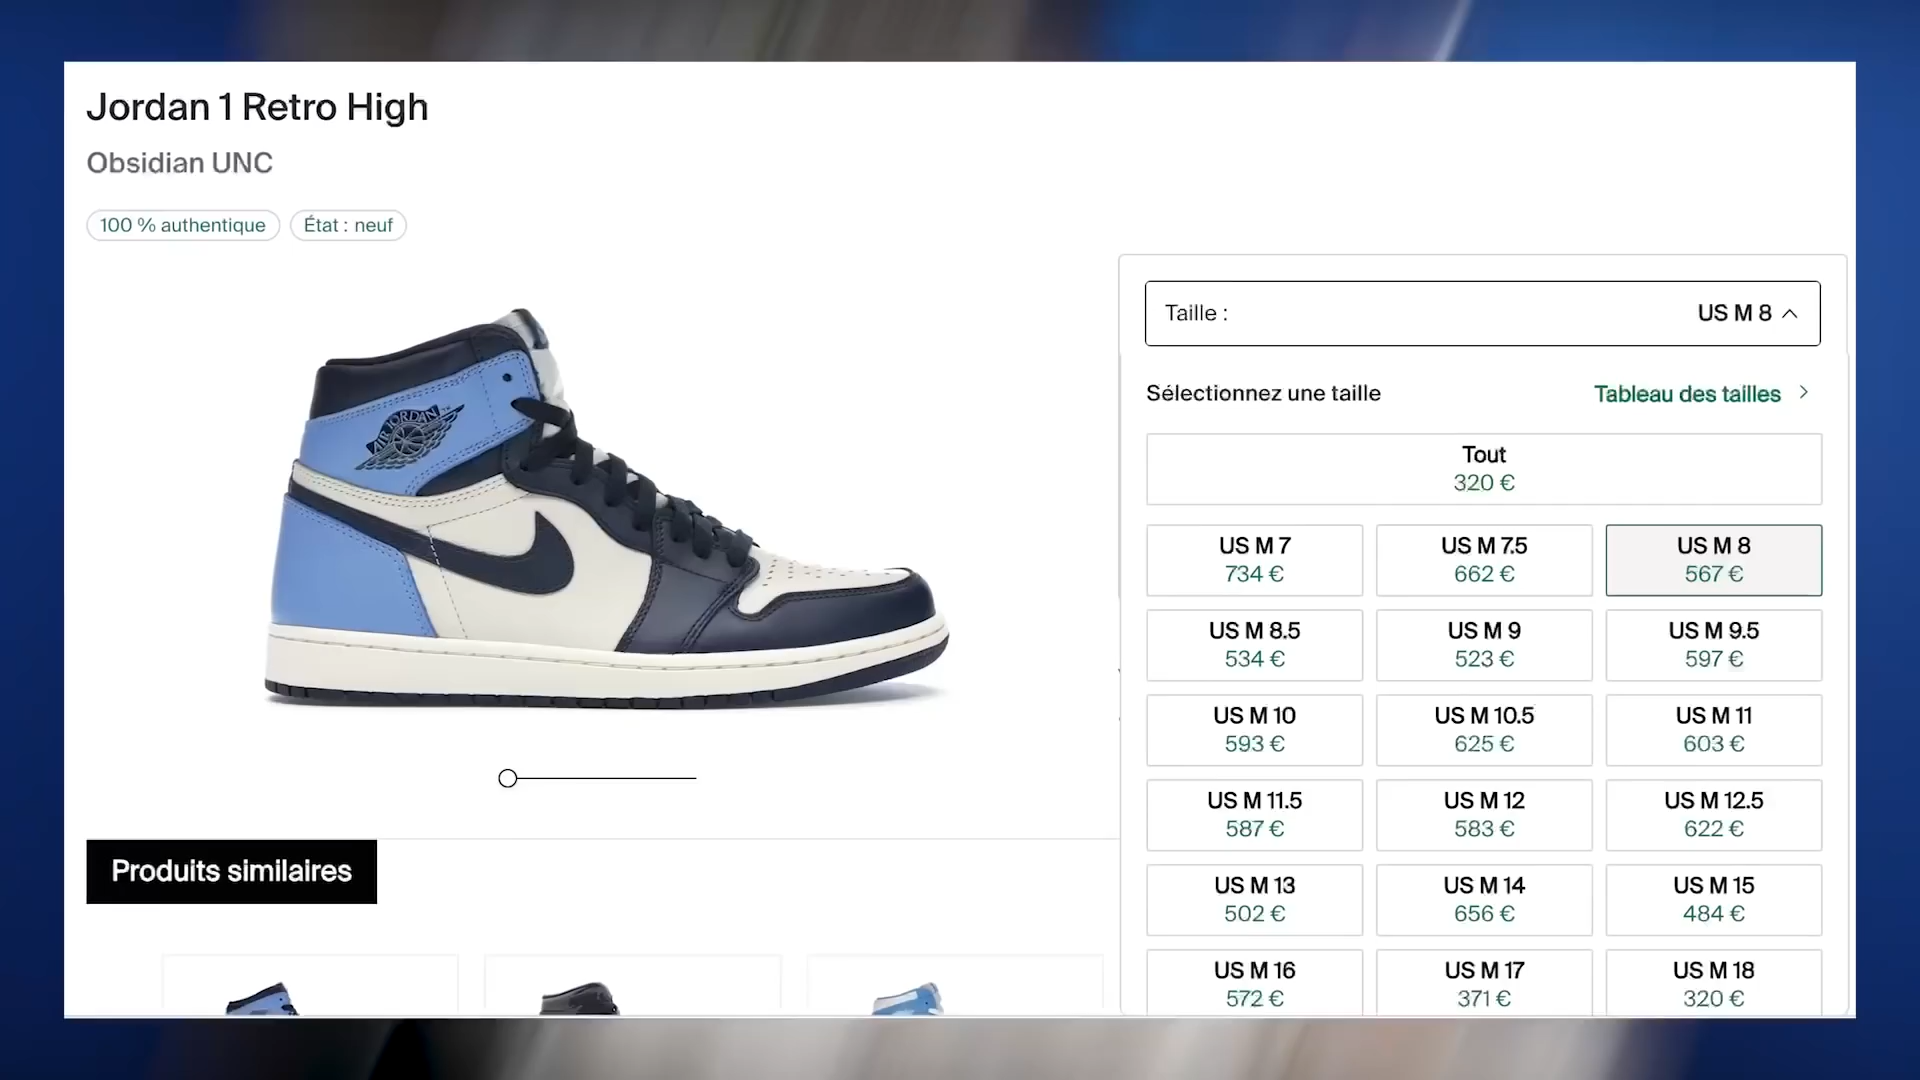 Jordan 1 Retro High
Obsidian UNC
100 % authentique
État : neuf
AIR JORDAN
TM
Taille :
US M 8
Sélectionnez une taille
Tableau des tailles
Tout
320 €
US M 7
734 €
US M 7.5
662 €
US M 8
567 €
US M 8.5
534 €
US M 9
523 €
US M 9.5
597 €
US M 10
593 €
US M 10.5
625 €
US M 11
603 €
US M 11.5
587 €
US M 12
583 €
US M 12.5
622 €
US M 13
502 €
US M 14
656 €
US M 15
484 €
US M 16
572 €
US M 17
371 €
US M 18
320 €
Produits similaires